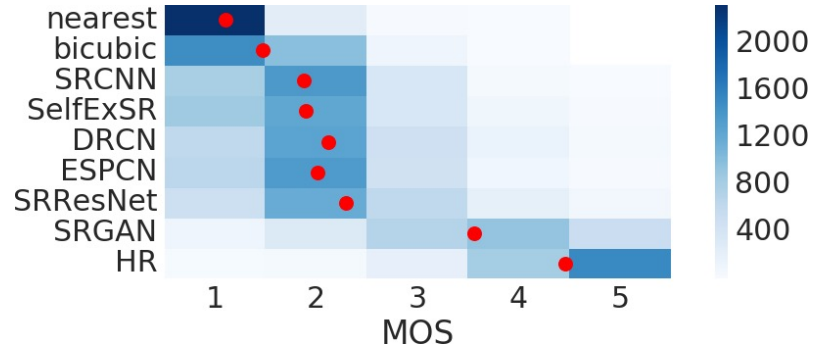 nearest
bicubic
SRCNN
SelfExSR
DRCN
ESPCN
SRResNet
SRGAN
HR
1 2 3 4 5
MOS
2000
1600
1200
800
400